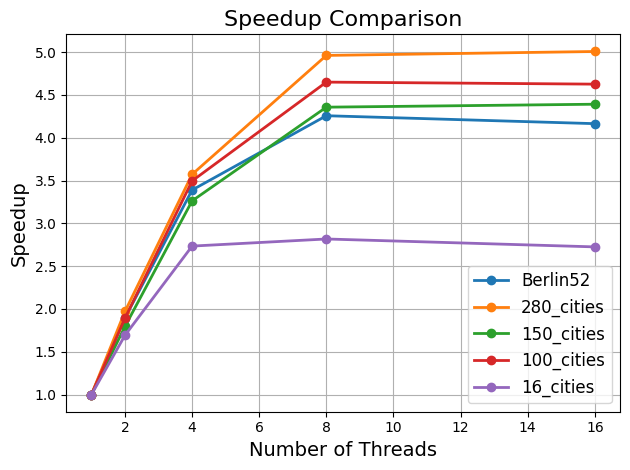 Speedup Comparison
Speedup
5.0
4.5
4.0
3.5
3.0
2.5
2.0
1.5
1.0
Berlin52
280_cities
150_cities
100_cities
16_cities
2 4 6 8 10 12 14 16
Number of Threads